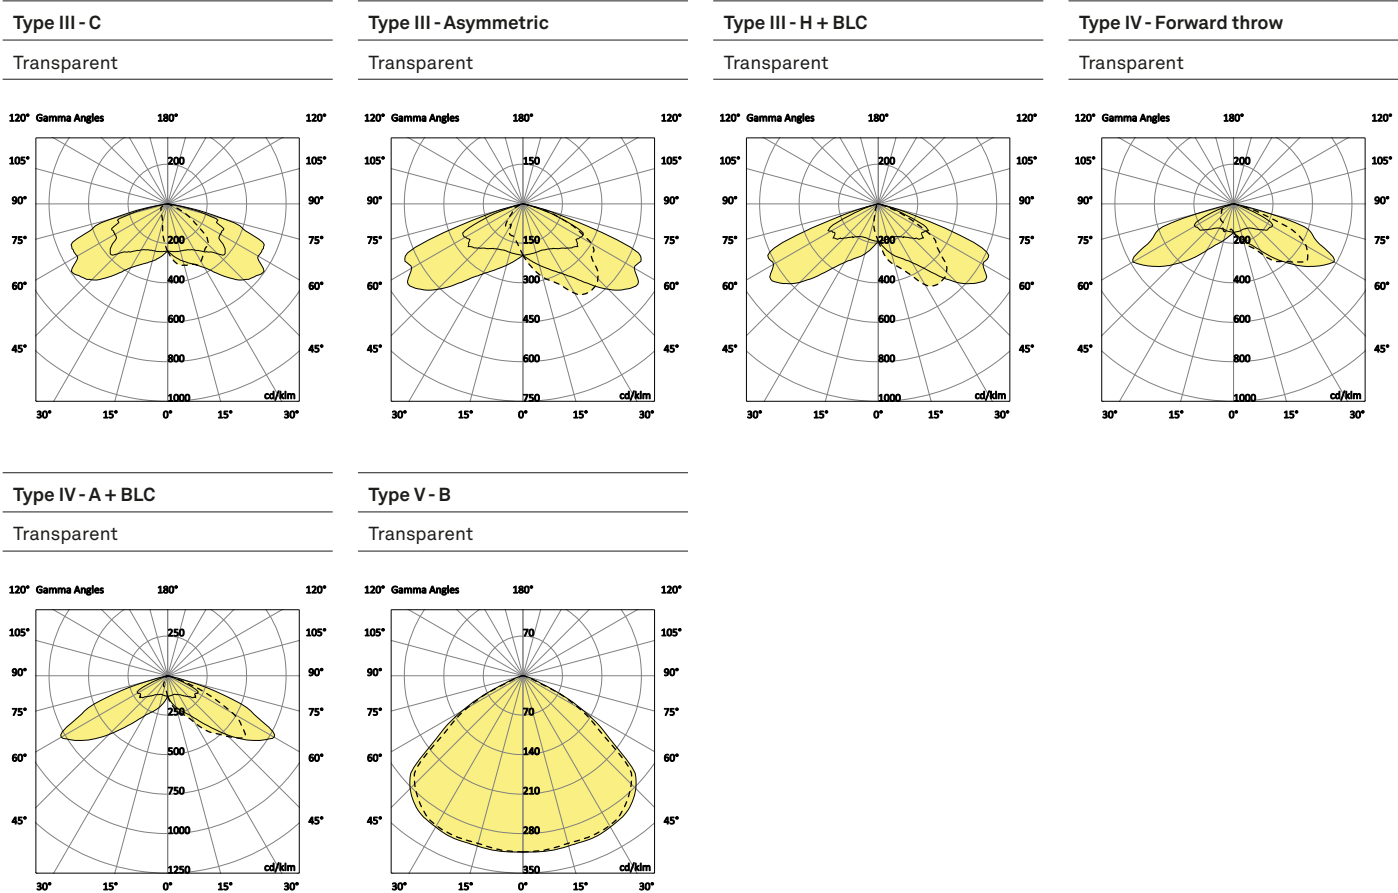 Type III - C
Transparent
120° Gamma Angles 180° 120°
105° 200 105°
90° 90°
75° 200 75°
60° 400 60°
600
45° 800 45°
1000 cd/klm
30° 15° 0° 15° 30°
Type III - Asymmetric
Transparent
120° Gamma Angles 180° 120°
105° 150 105°
90° 90°
75° 150 75°
60° 300 60°
450
45° 600 45°
750 cd/klm
30° 15° 0° 15° 30°
Type III - H + BLC
Transparent
120° Gamma Angles 180° 120°
105° 200 105°
90° 90°
75° 200 75°
60° 400 60°
600
45° 800 45°
1000 cd/klm
30° 15° 0° 15° 30°
Type IV - Forward throw
Transparent
120° Gamma Angles 180° 120°
105° 200 105°
90° 90°
75° 200 75°
60° 400 60°
600
45° 800 45°
1000 cd/klm
30° 15° 0° 15° 30°
Type IV - A + BLC
Transparent
120° Gamma Angles 180° 120°
105° 250 105°
90° 90°
75° 250 75°
60° 500 60°
750
45° 1000 45°
1250 cd/klm
30° 15° 0° 15° 30°
Type V - B
Transparent
120° Gamma Angles 180° 120°
105° 70 105°
90° 90°
75° 70 75°
60° 140 60°
210
45° 280 45°
350 cd/klm
30° 15° 0° 15° 30°